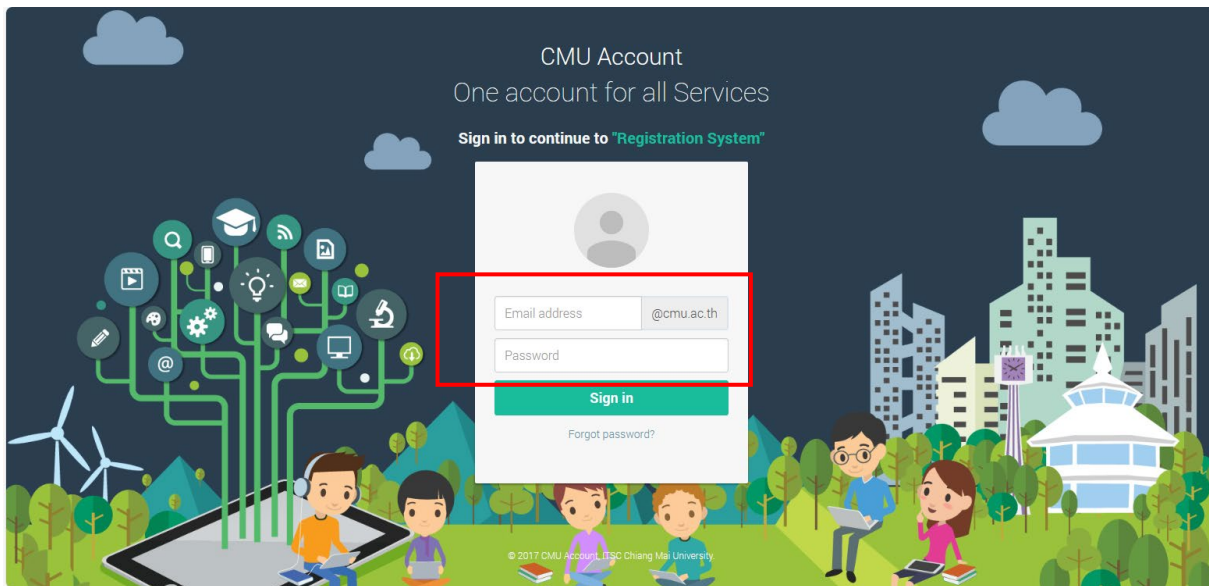 CMU Account
One account for all Services
Sign in to continue to "Registration System"
Email address @cmu.ac.th
Password
Sign in
Forgot password?
@
© 2017 CMU Account, ITSC Chiang Mai University.